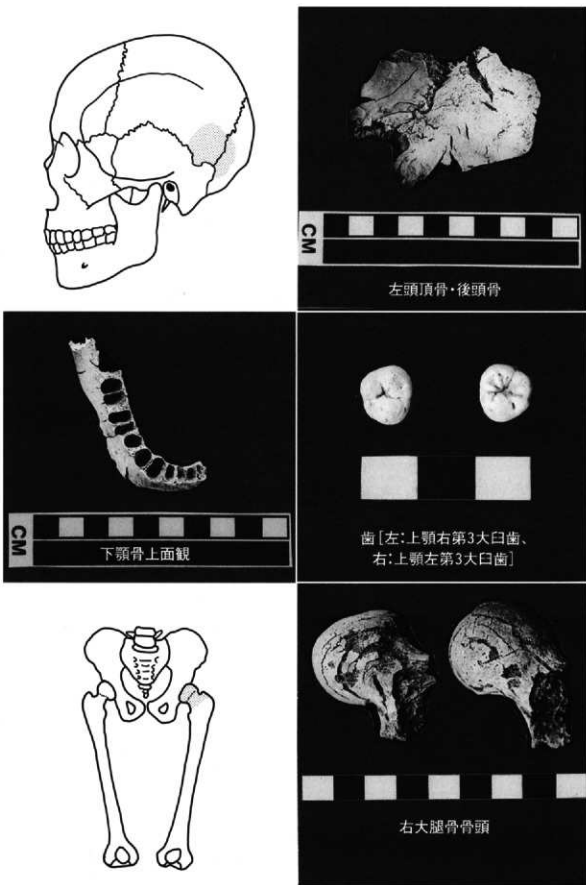 CM
左頭頂骨・後頭骨
CM
下顎骨上面観
歯[左:上顎右第3大臼歯、
右:上顎左第3大臼歯]
右大腿骨骨頭